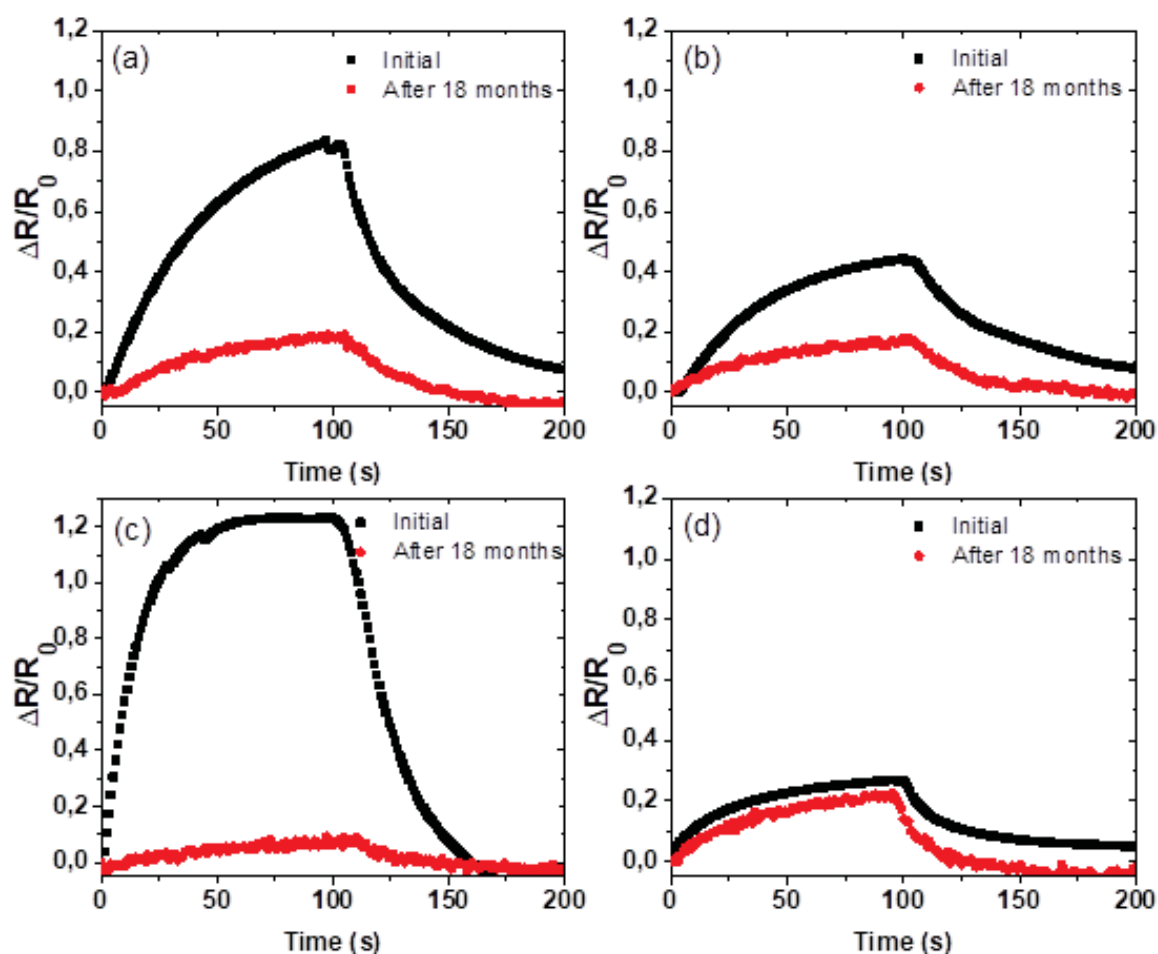 (a)
Initial
After 18 months
1,2
1,0
0,8
0,6
0,4
0,2
0,0
ΔR/R0
0 50 100 150 200
Time (s)
(b)
Initial
After 18 months
1,2
1,0
0,8
0,6
0,4
0,2
0,0
ΔR/R0
0 50 100 150 200
Time (s)
(c)
Initial
After 18 months
1,2
1,0
0,8
0,6
0,4
0,2
0,0
ΔR/R0
0 50 100 150 200
Time (s)
(d)
Initial
After 18 months
1,2
1,0
0,8
0,6
0,4
0,2
0,0
ΔR/R0
0 50 100 150 200
Time (s)